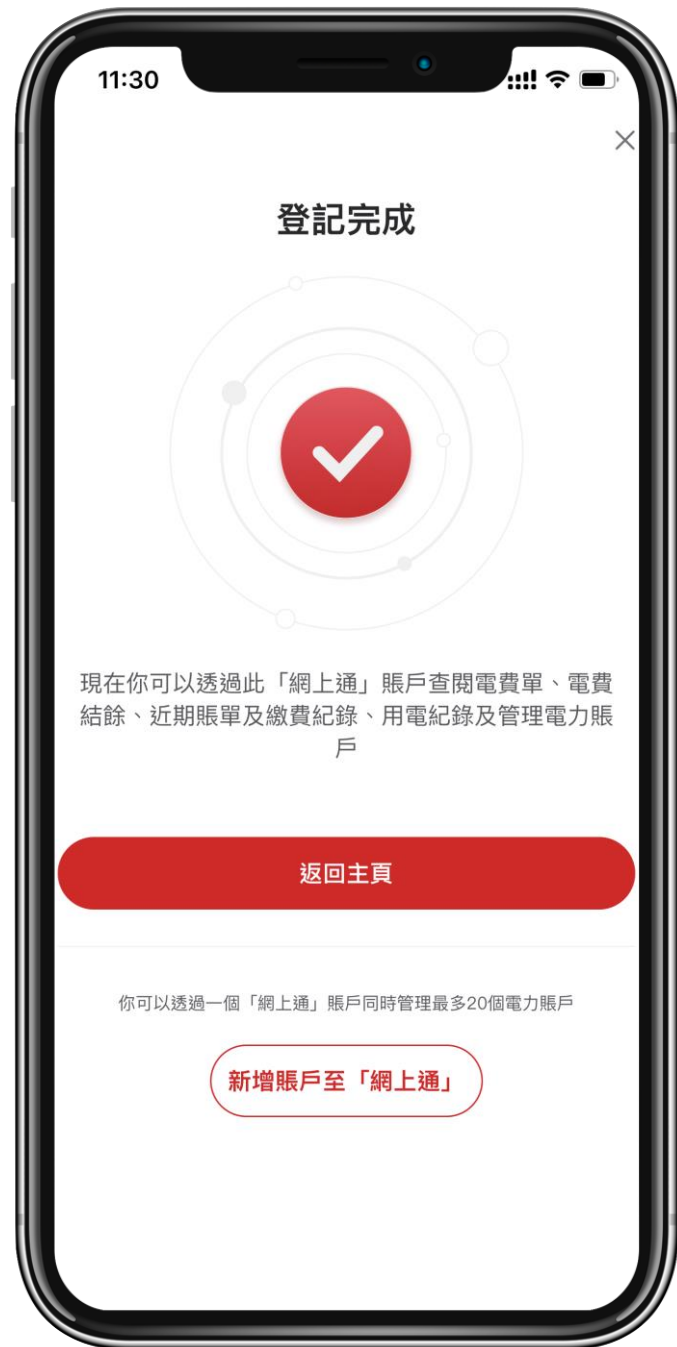 11:30
登記完成
現在你可以透過此「網上通」賬戶查閱電費單、電費
結餘、近期賬單及繳費紀錄、用電紀錄及管理電力賬
戶
返回主頁
你可以透過一個「網上通」賬戶同時管理最多20個電力賬戶
新增賬戶至「網上通」